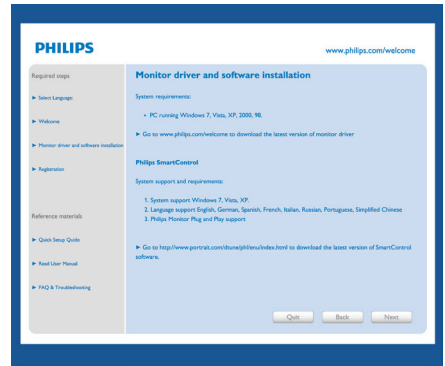 PHILIPS
www.philips.com/welcome
Required steps
► Select Language:
► Welcome
► Monitor driver and software installation
► Registration
Reference materials
► Quick Setup Guide
► Read User Manual
► FAQ & Troubleshooting
Monitor driver and software installation
System requirements:
• PC running Windows 7, Vista, XP, 2000, 98.
► Go to www.philips.com/welcome to download the latest version of monitor driver
Philips SmartControl
System support and requirements:
1. System support Windows 7, Vista, XP.
2. Language support English, German, Spanish, French, Italian, Russian, Portuguese, Simplified Chinese
3. Philips Monitor Plug and Play support
► Go to http://www.portrait.com/dtune/phl/enu/index.html to download the latest version of SmartControl
software.
Quit
Back
Next